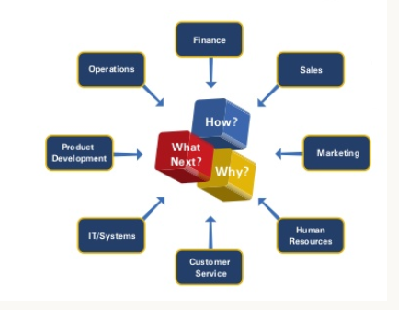 Finance
Operations
Sales
How?
What
Next?
Why?
Product
Development
Marketing
IT/Systems
Human
Resources
Customer
Service